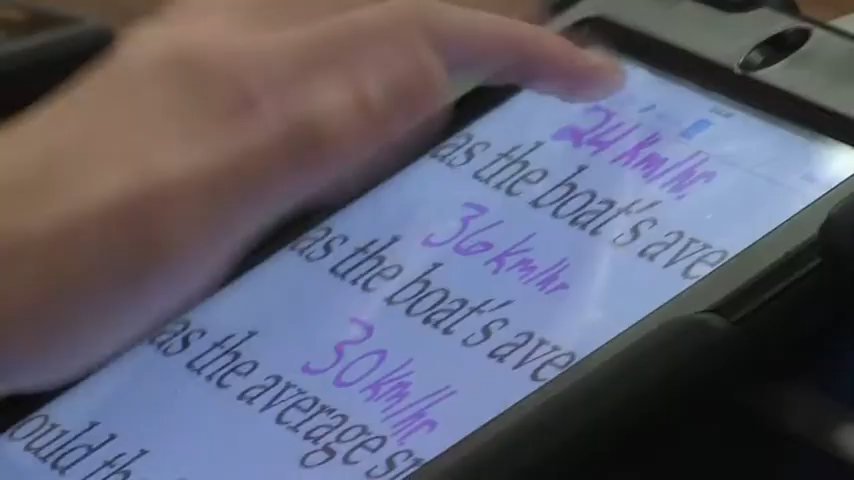 24 Km/hr
as the boat's ave
36 km/hr
as the boat's ave
30 km/hr
as the average s
ould the